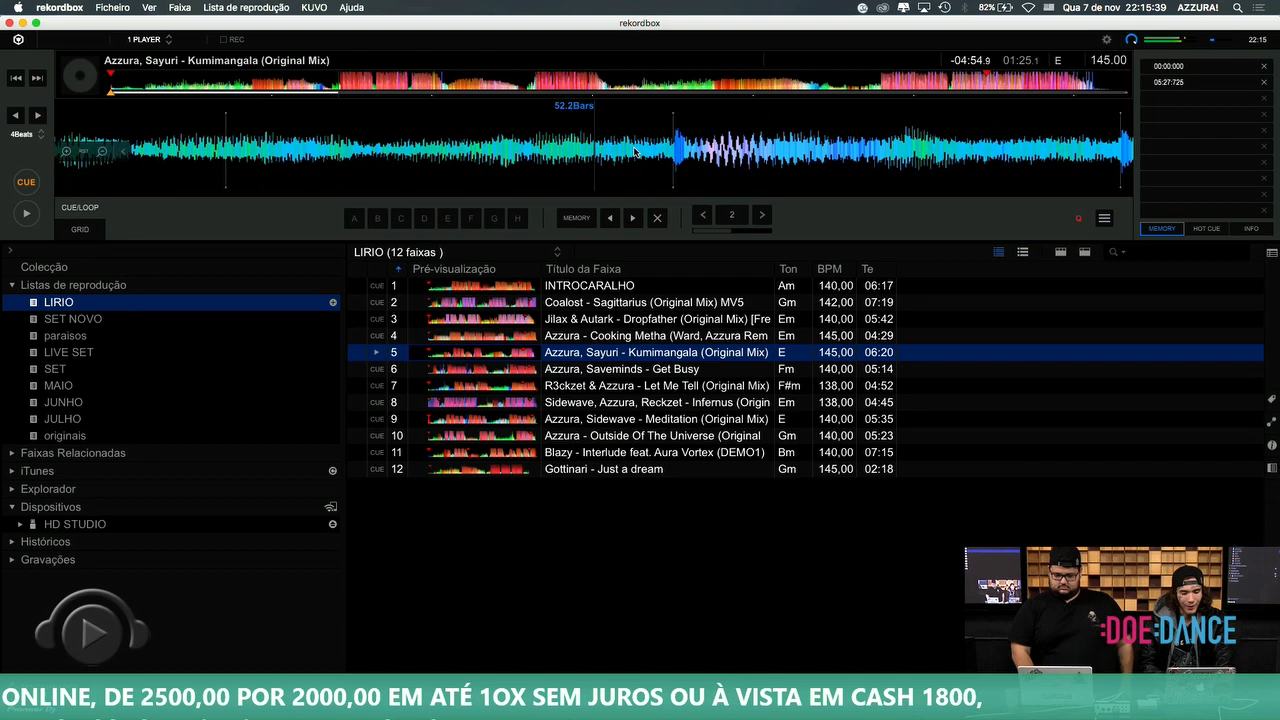 rekordbox Ficheiro Ver Faixa Lista de reprodução KUVO Ajuda 82% Qua 7 de nov 22:15:39 AZZURA!
rekordbox
1 PLAYER REC 22:15
Azzura, Sayuri - Kumimangala (Original Mix) -04:54.9 01:25.1 E 145.00
00:00:000
05:27:725
52.2Bars
4Beats
RST
CUE
CUE/LOOP
GRID
A B C D E F G H MEMORY 2 Q
MEMORY HOT CUE INFO
Colecção
Listas de reprodução
LIRIO
SET NOVO
paraisos
LIVE SET
SET
MAIO
JUNHO
JULHO
originais
Faixas Relacionadas
iTunes
Explorador
Dispositivos
HD STUDIO
Históricos
Gravações
LIRIO (12 faixas )
Pré-visualização Título da Faixa Ton BPM Te
CUE 1 INTROCARALHO Am 140,00 06:17
CUE 2 Coalost - Sagittarius (Original Mix) MV5 Gm 142,00 07:19
CUE 3 Jilax & Autark - Dropfather (Original Mix) [Fre Em 140,00 05:42
CUE 4 Azzura - Cooking Metha (Ward, Azzura Rem Em 145,00 04:29
5 Azzura, Sayuri - Kumimangala (Original Mix) E 145,00 06:20
CUE 6 Azzura, Saveminds - Get Busy Fm 140,00 05:14
CUE 7 R3ckzet & Azzura - Let Me Tell (Original Mix) F#m 138,00 04:52
CUE 8 Sidewave, Azzura, Reckzet - Infernus (Origin Em 138,00 04:45
CUE 9 Azzura, Sidewave - Meditation (Original Mix) E 140,00 05:35
CUE 10 Azzura - Outside Of The Universe (Original Gm 140,00 05:23
CUE 11 Blazy - Interlude feat. Aura Vortex (DEMO1) Bm 140,00 07:15
CUE 12 Gottinari - Just a dream Gm 145,00 02:18
:DOE:DANCE
ONLINE, DE 2500,00 POR 2000,00 EM ATÉ 10X SEM JUROS OU À VISTA EM CASH 1800,